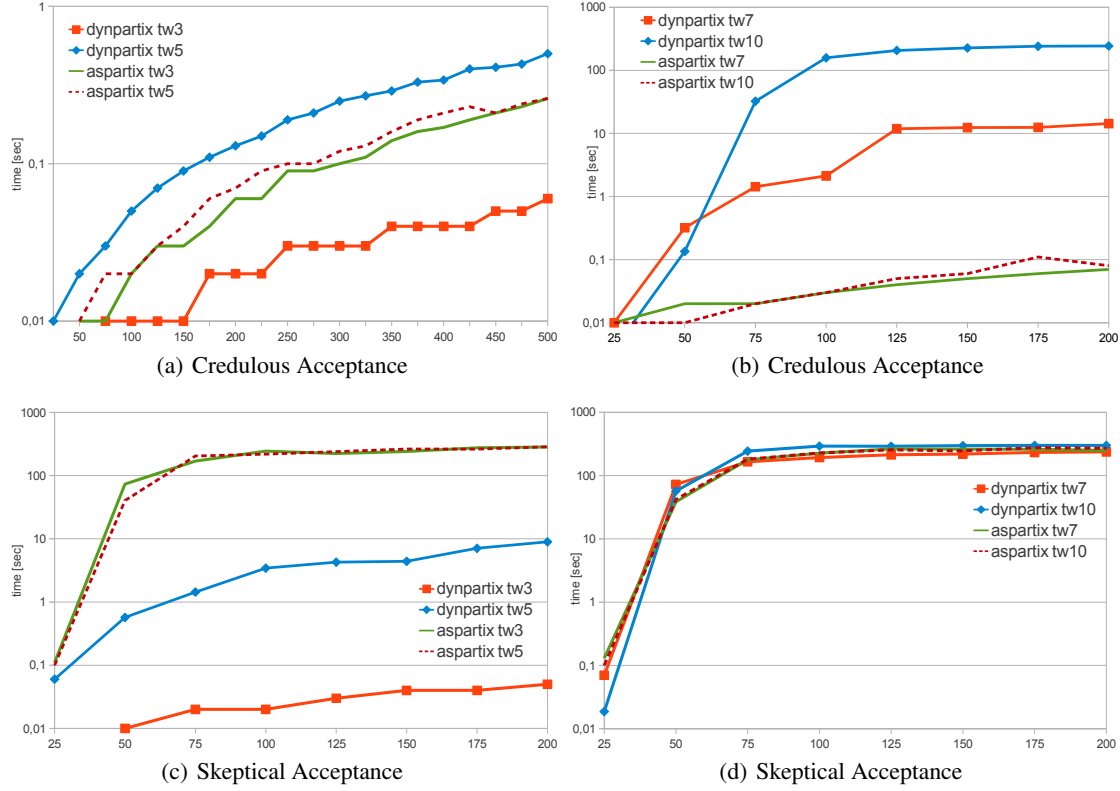 1
dynpartix tw3
dynpartix tw5
aspartix tw3
aspartix tw5
0,1
time [sec]
0,01
50 100 150 200 250 300 350 400 450 500
(a) Credulous Acceptance
1000
dynpartix tw7
dynpartix tw10
aspartix tw7
aspartix tw10
100
10
time [sec]
1
0,1
0,01
25 50 75 100 125 150 175 200
(b) Credulous Acceptance
1000
100
10
time [sec]
1
0,1
0,01
dynpartix tw3
dynpartix tw5
aspartix tw3
aspartix tw5
25 50 75 100 125 150 175 200
(c) Skeptical Acceptance
1000
100
10
time [sec]
1
0,1
0,01
dynpartix tw7
dynpartix tw10
aspartix tw7
aspartix tw10
25 50 75 100 125 150 175 200
(d) Skeptical Acceptance